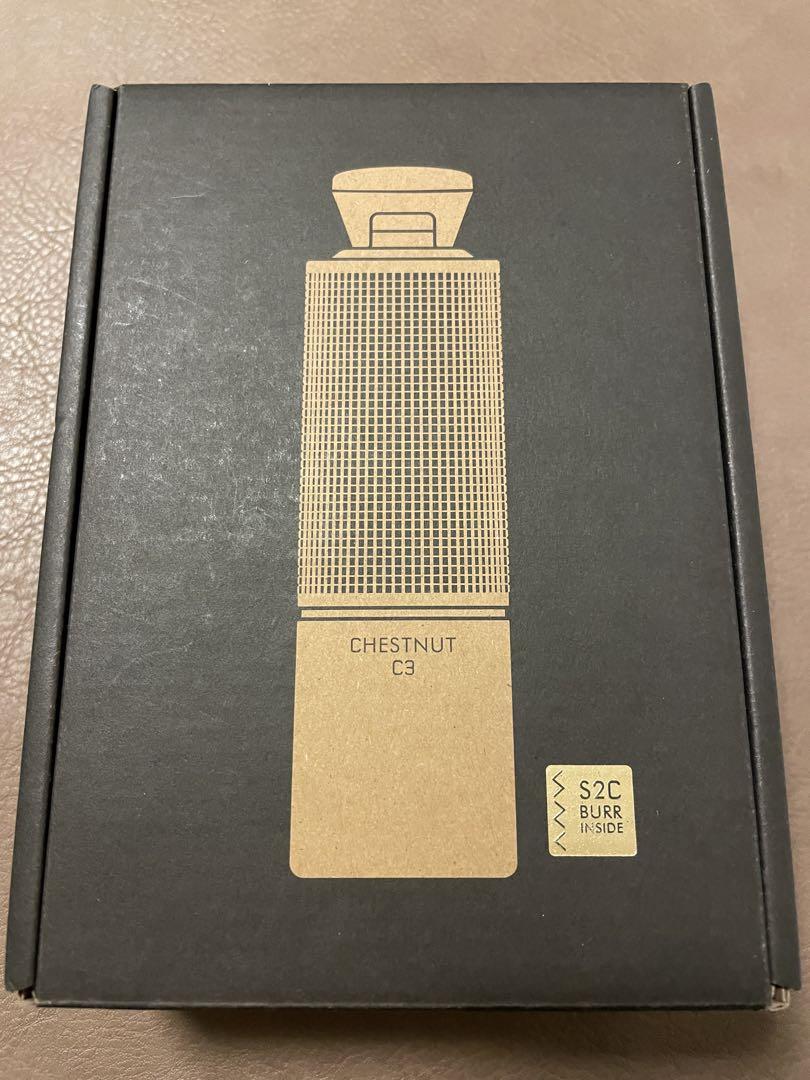 CHESTNUT
C3
S2C
BURR
INSIDE